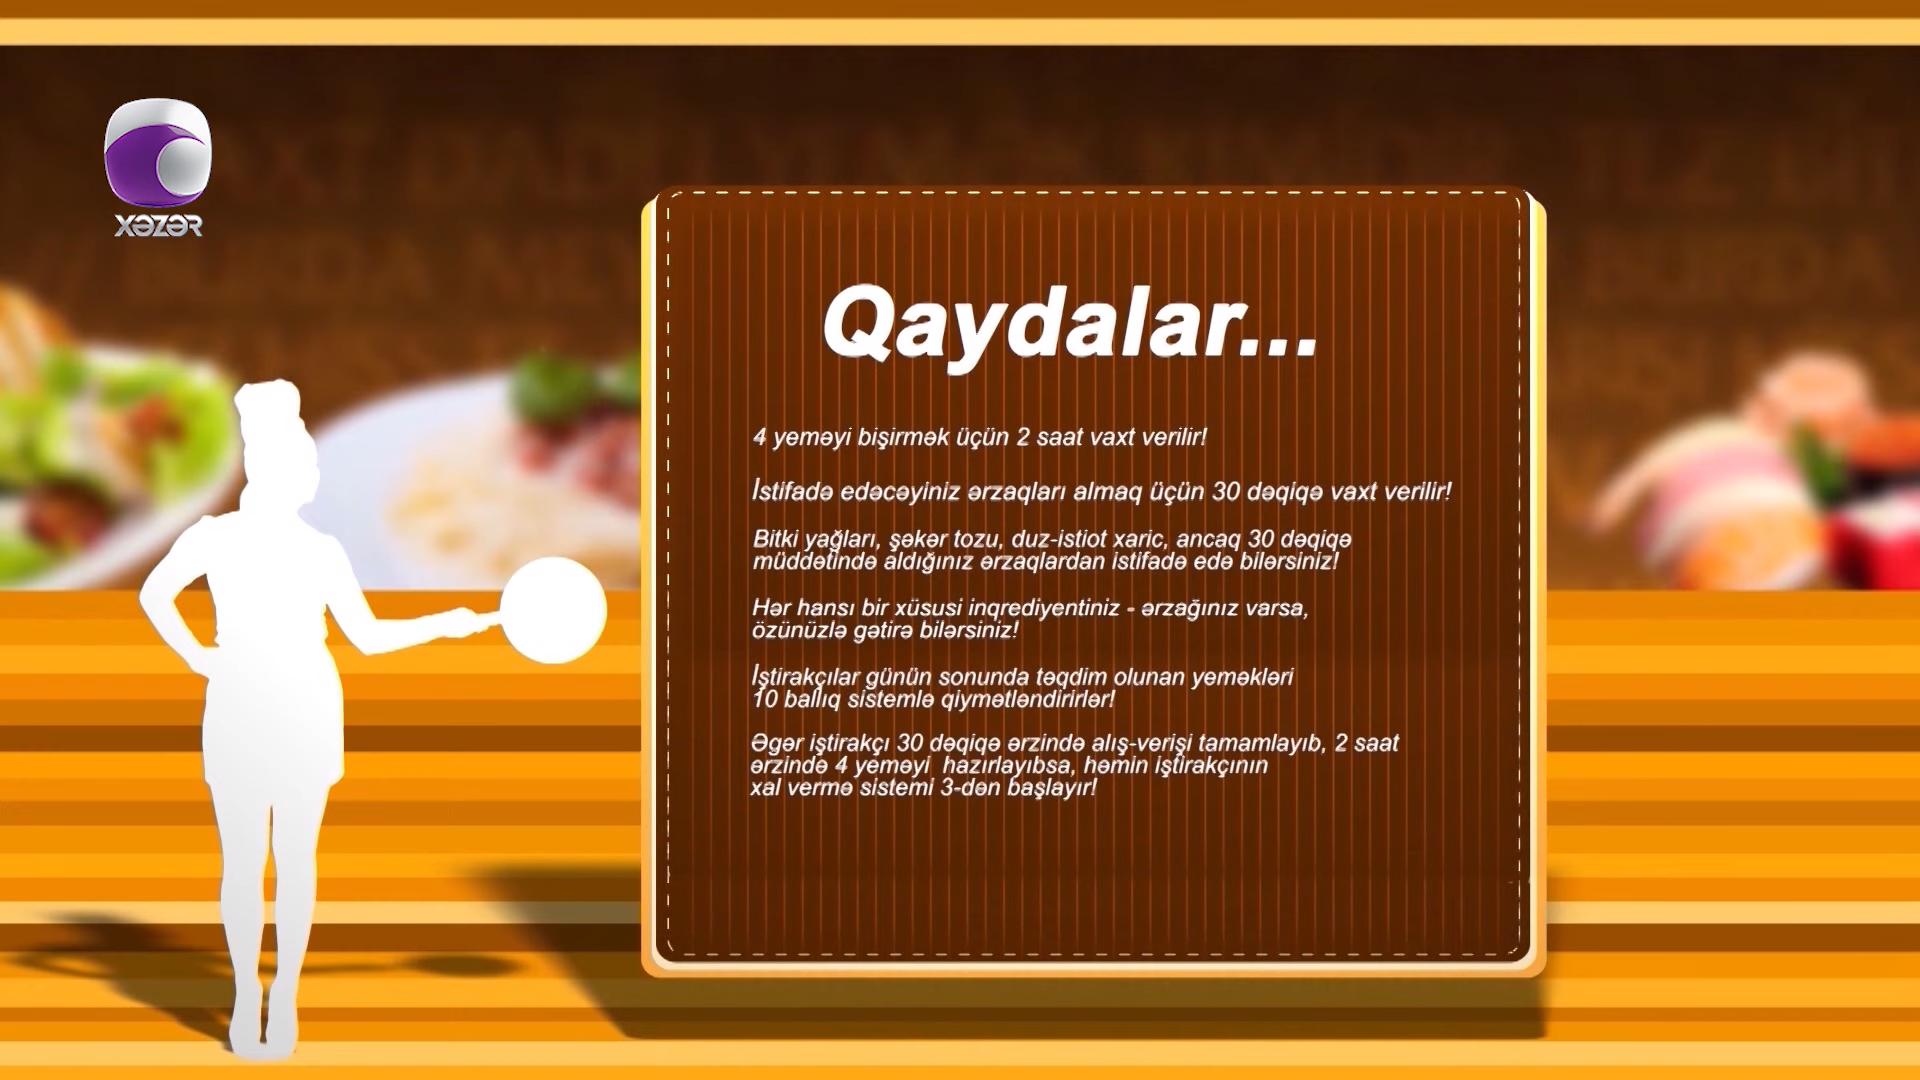 XƏZƏR
Qaydalar...
4 yeməyi bişirmək üçün 2 saat vaxt verilir!
İstifadə edəcəyiniz ərzaqları almaq üçün 30 dəqiqə vaxt verilir!
Bitki yağları, şəkər tozu, duz-istiot xaric, ancaq 30 dəqiqə
müddətində aldığınız ərzaqlardan istifadə edə bilərsiniz!
Hər hansı bir xüsusi inqrediyentiniz - ərzağınız varsa,
özünüzlə gətirə bilərsiniz!
İştirakçılar günün sonunda təqdim olunan yeməkləri
10 ballıq sistemlə qiymətləndirirlər!
Əgər iştirakçı 30 dəqiqə ərzində alış-verişi tamamlayıb, 2 saat
ərzində 4 yeməyi hazırlayıbsa, həmin iştirakçının
xal vermə sistemi 3-dən başlayır!